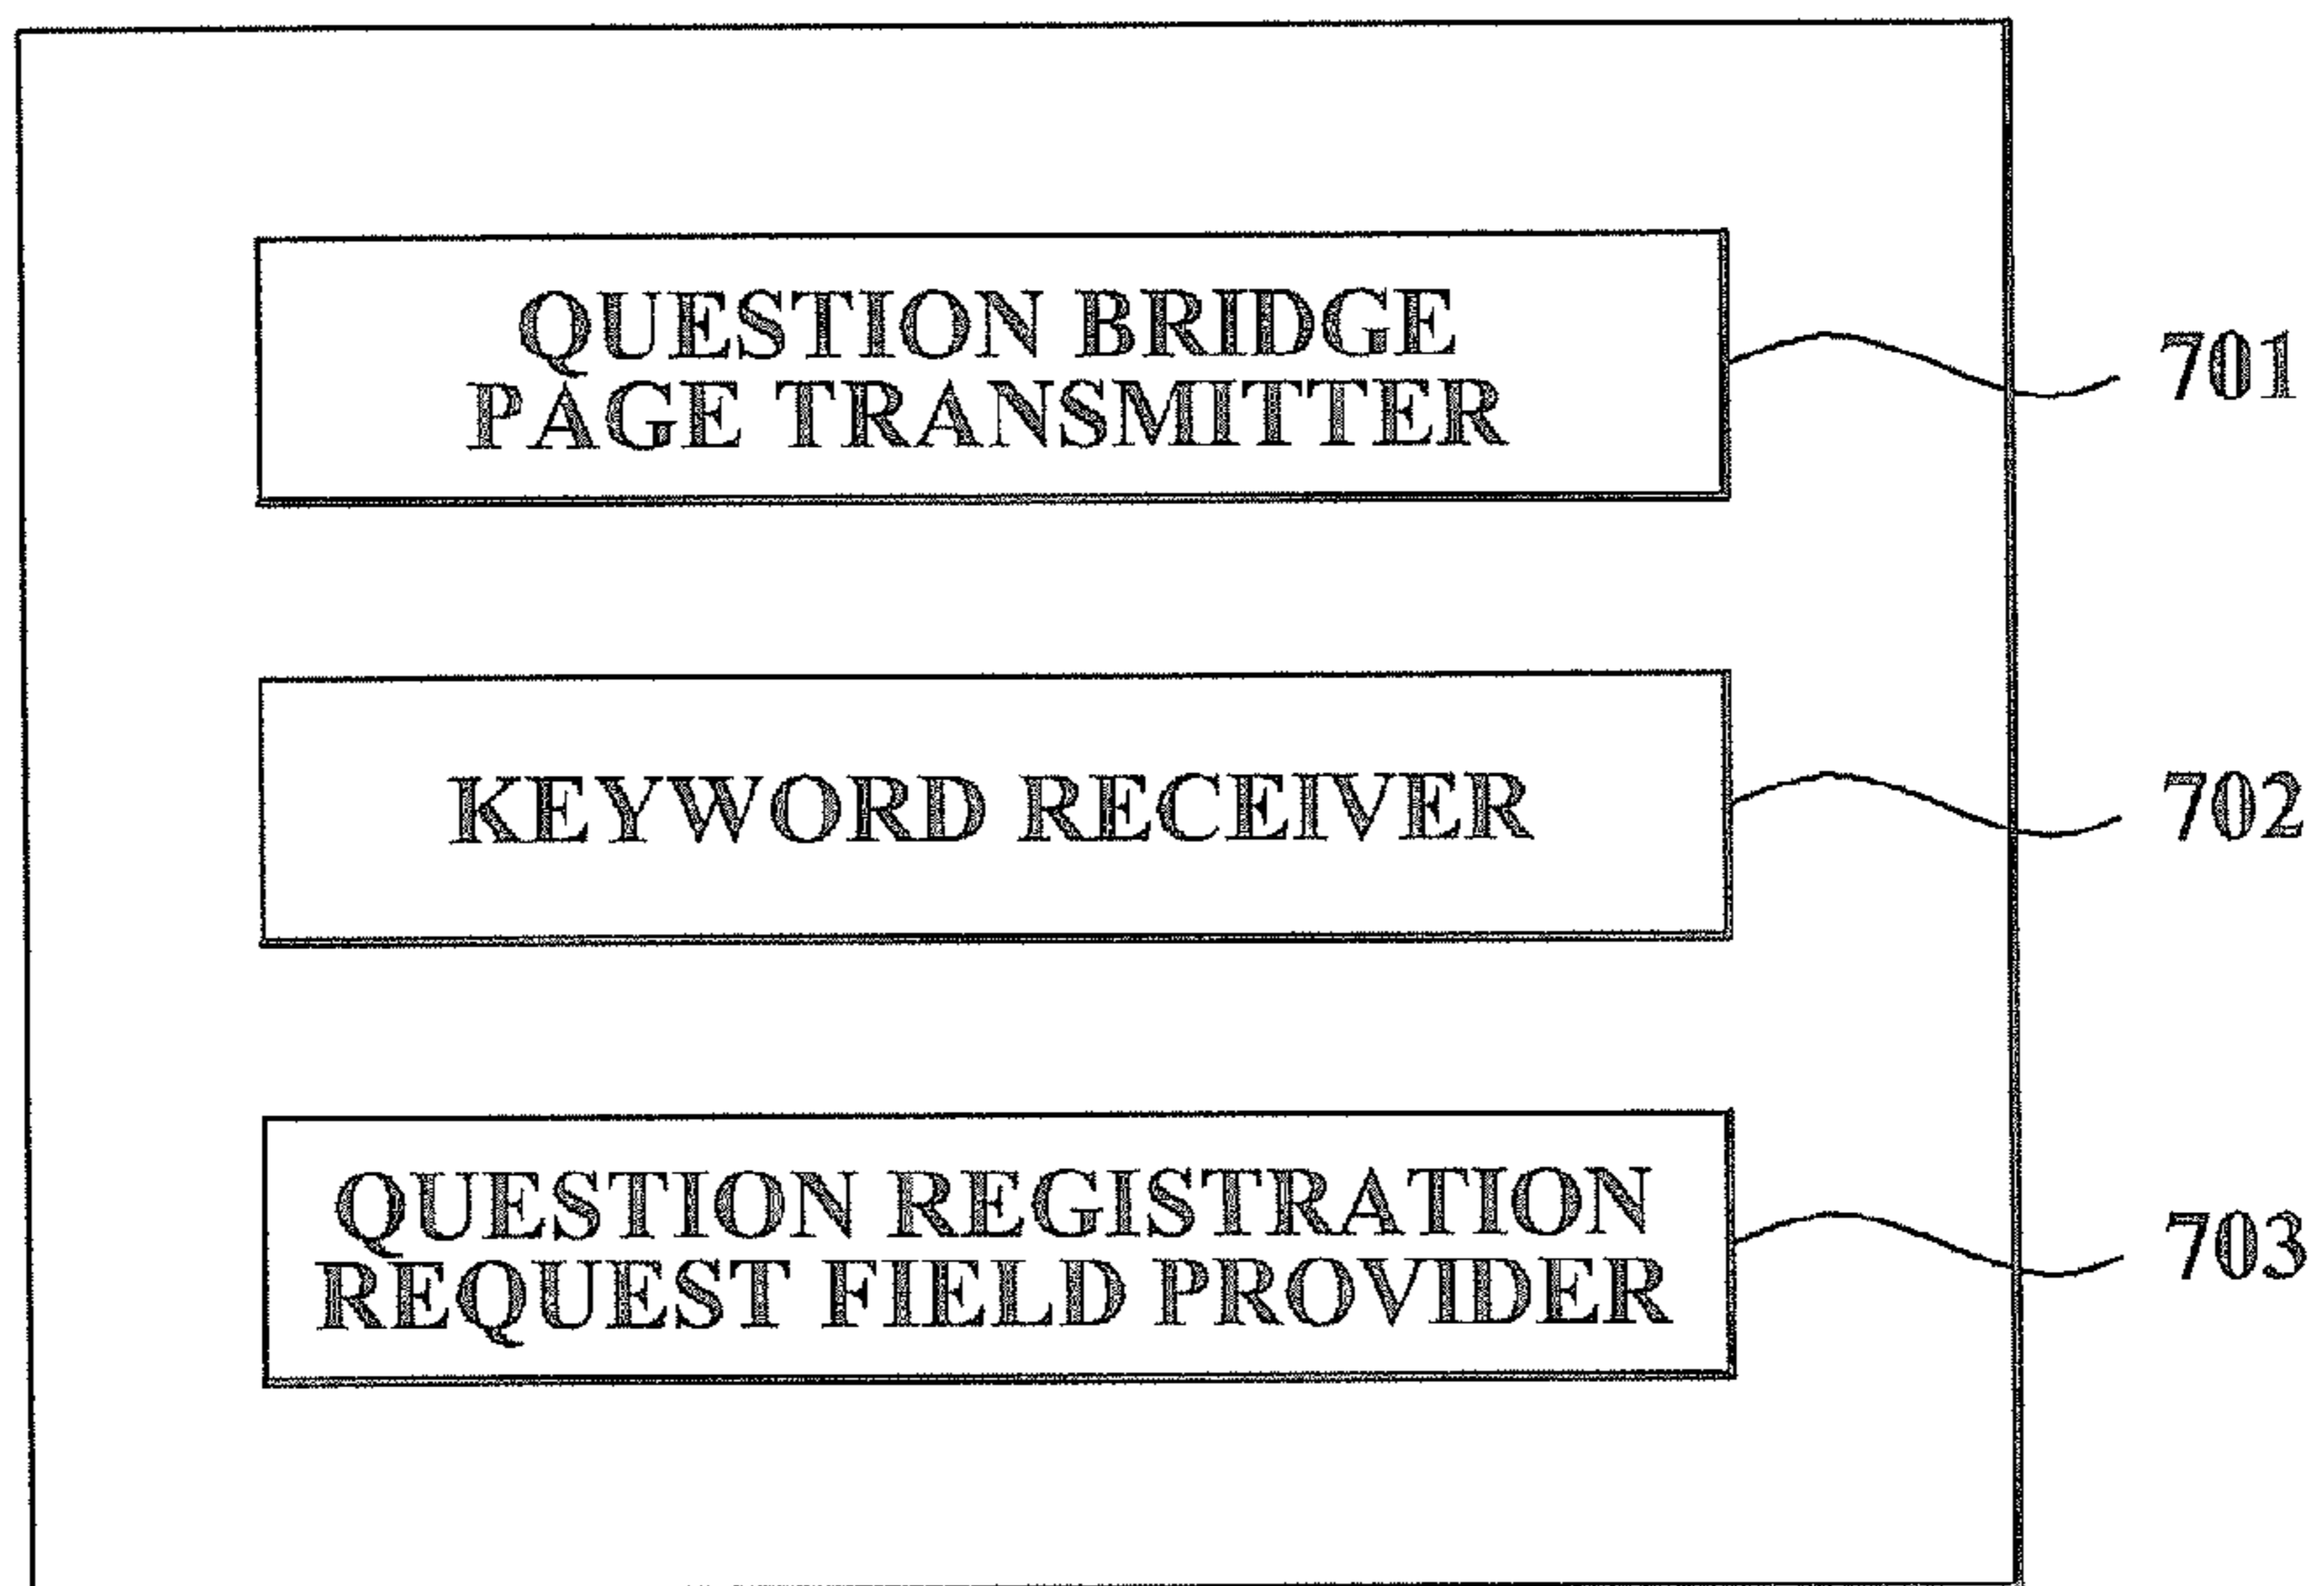 QUESTION BRIDGE
PAGE TRANSMITTER
701
KEYWORD RECEIVER
702
QUESTION REGISTRATION
REQUEST FIELD PROVIDER
703